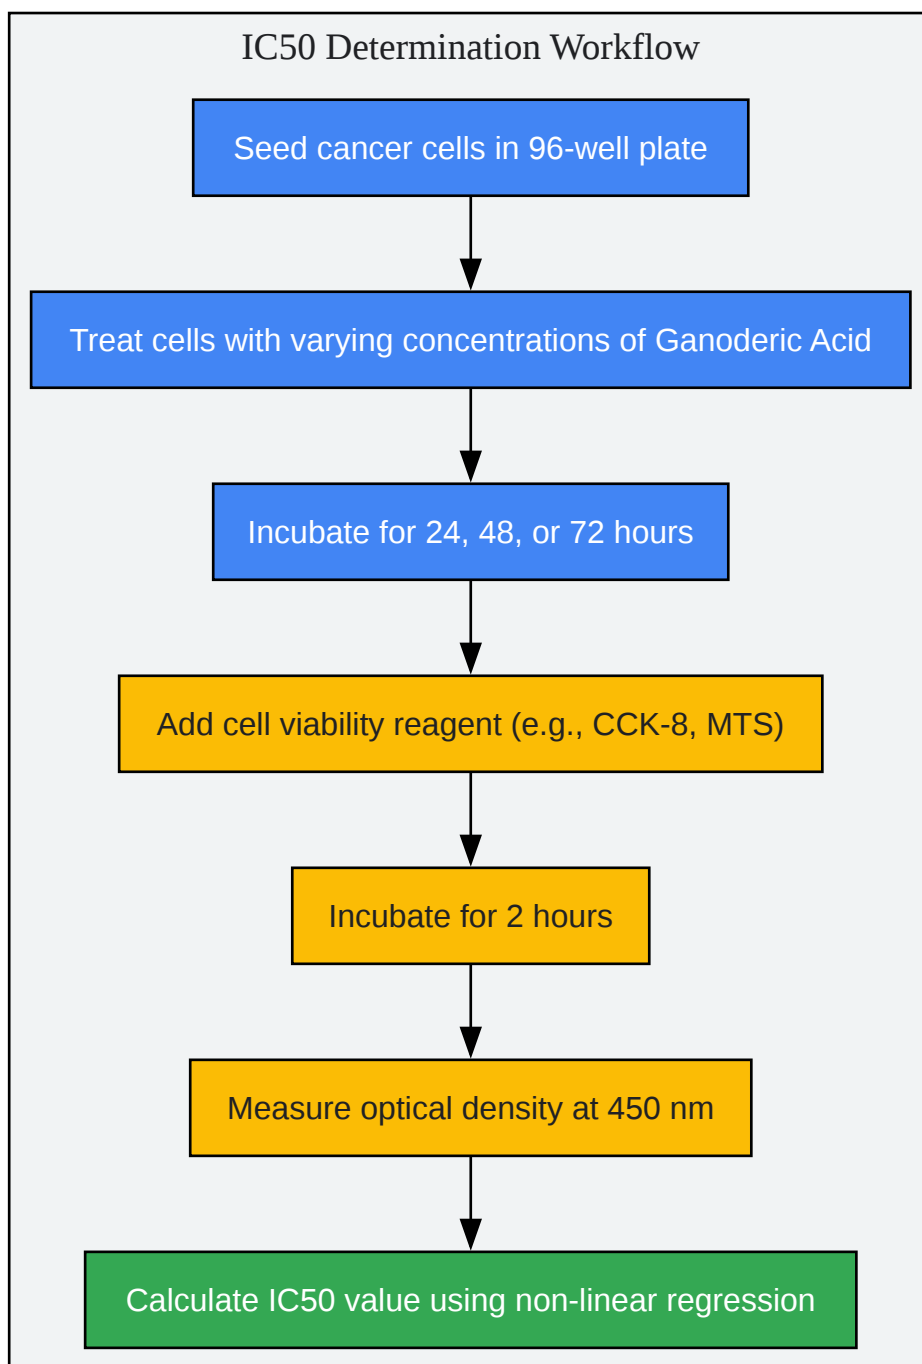 IC50 Determination Workflow
Seed cancer cells in 96-well plate
Treat cells with varying concentrations of Ganoderic Acid
Incubate for 24, 48, or 72 hours
Add cell viability reagent (e.g., CCK-8, MTS)
Incubate for 2 hours
Measure optical density at 450 nm
Calculate IC50 value using non-linear regression